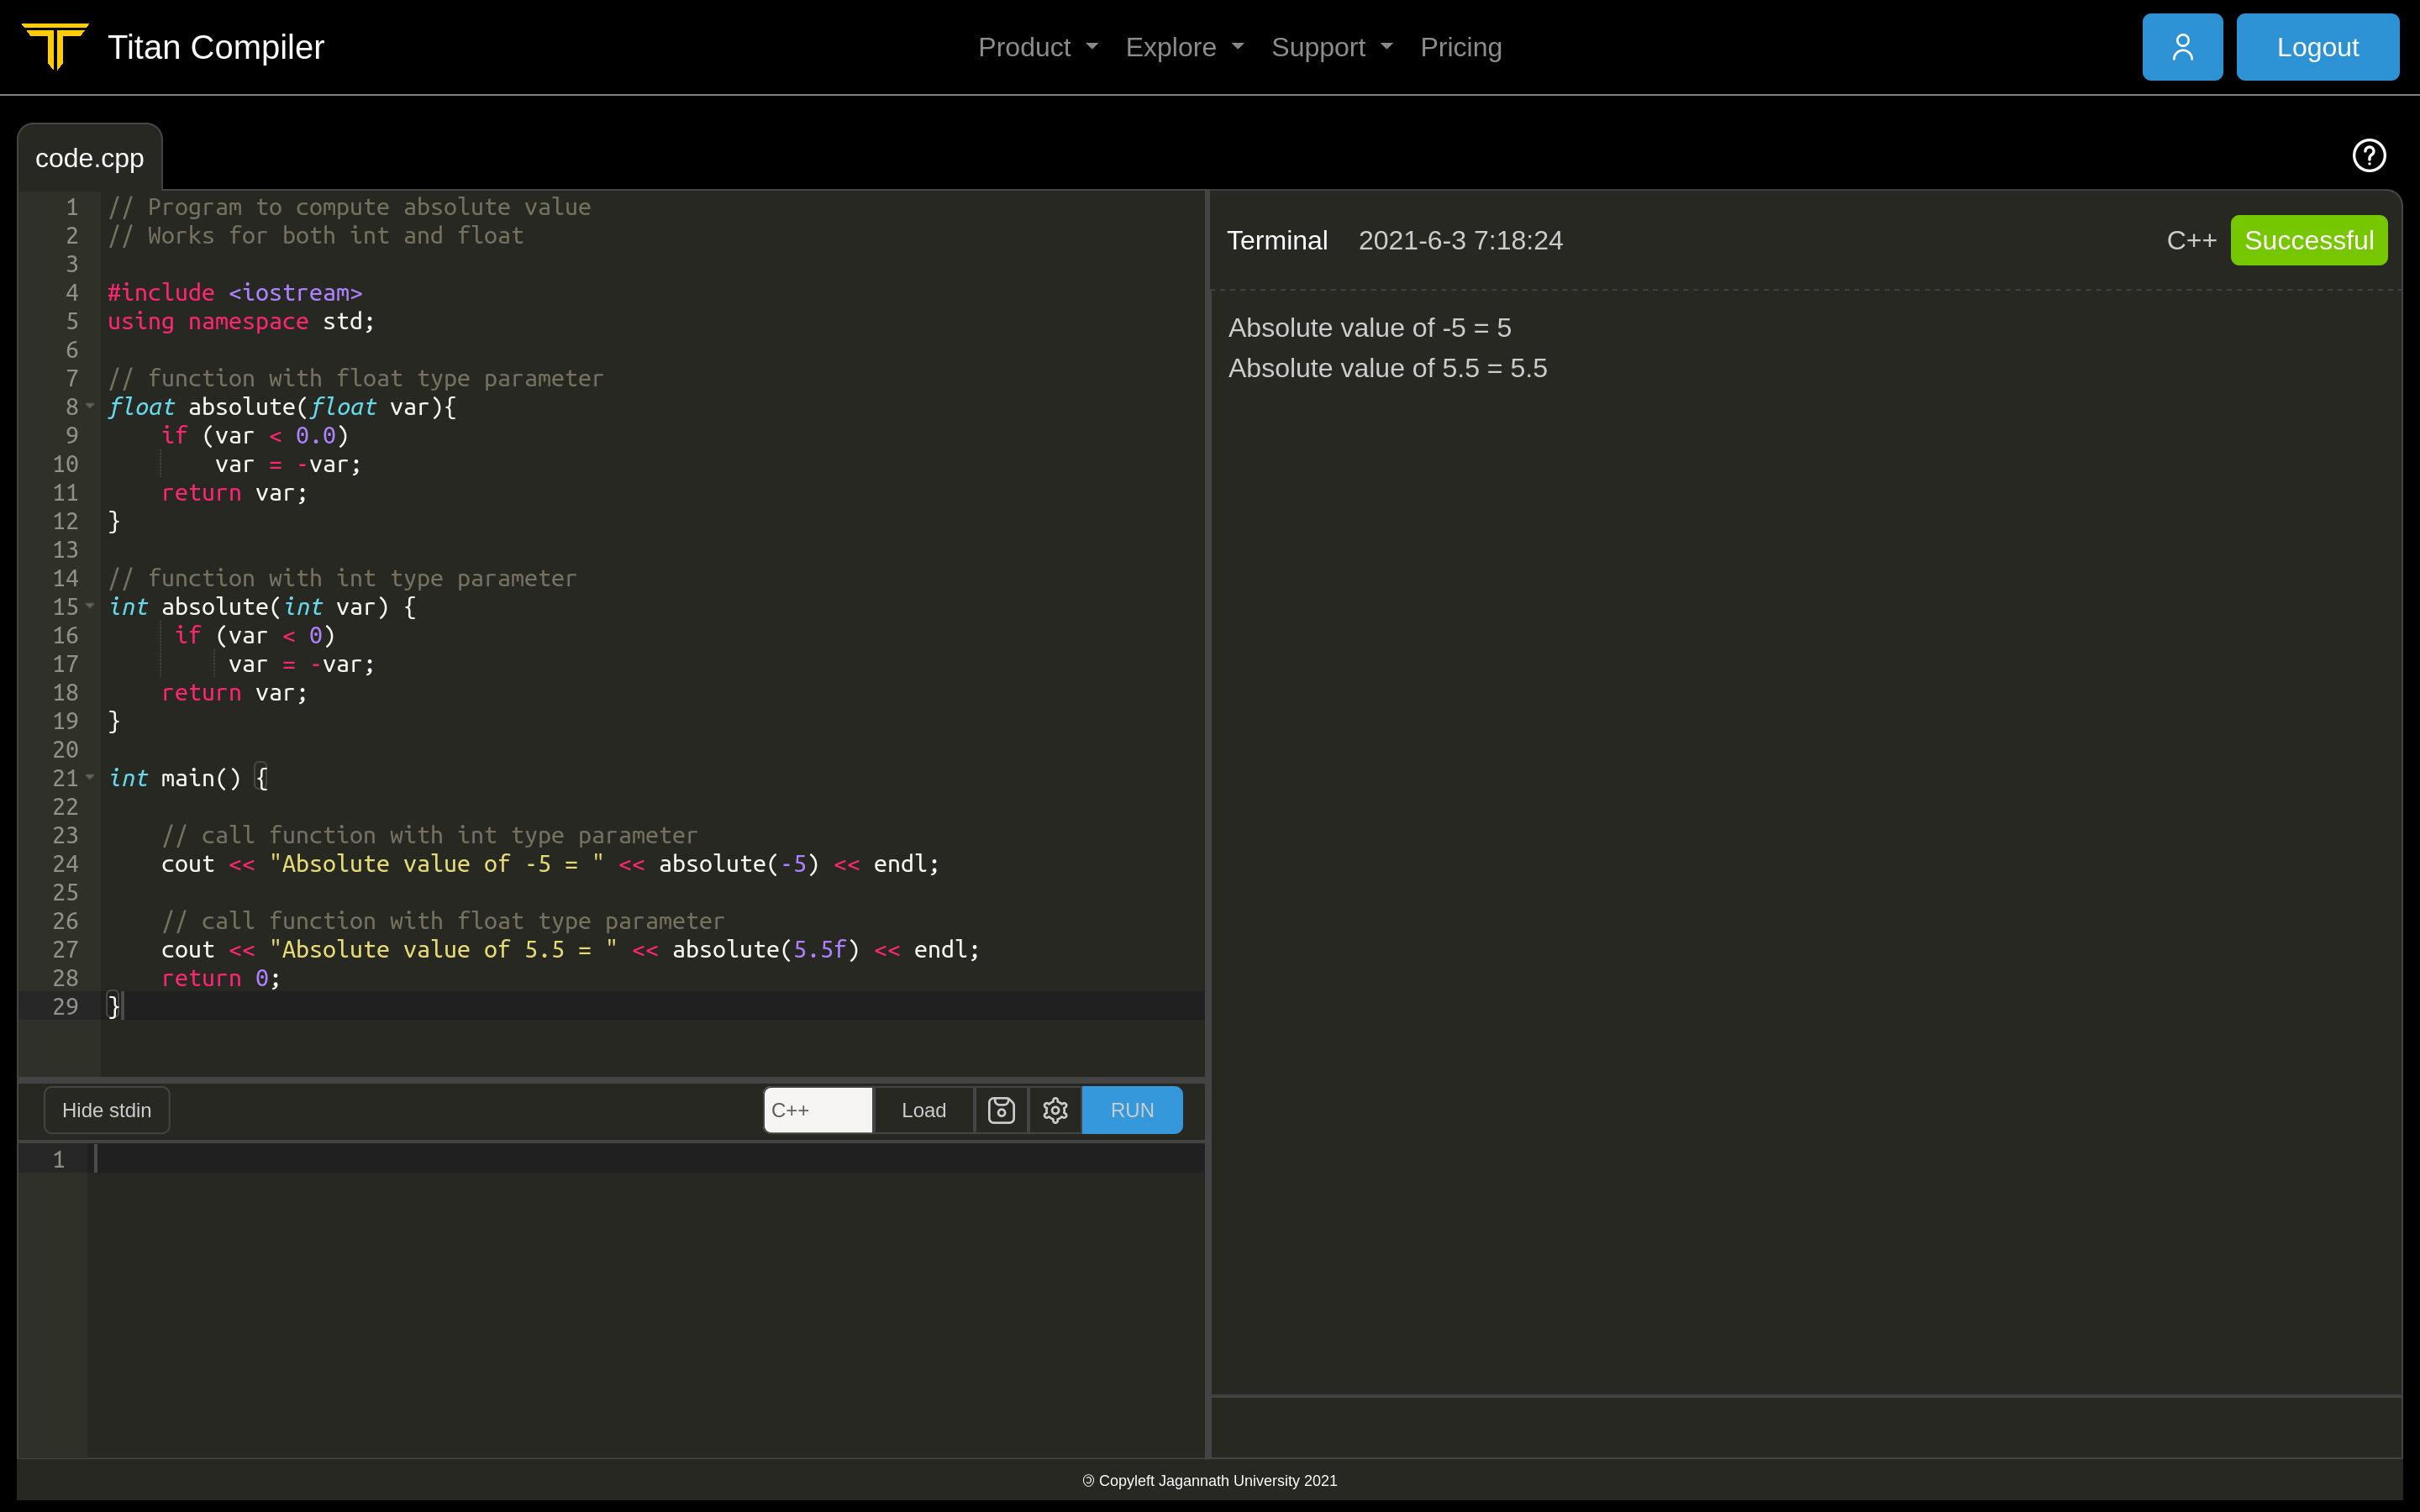 Titan Compiler
Product Explore Support Pricing
Logout
code.cpp
1 // Program to compute absolute value
2 // Works for both int and float
3
4 #include <iostream>
5 using namespace std;
6
7 // function with float type parameter
8 float absolute(float var){
9     if (var < 0.0)
10         var = -var;
11     return var;
12 }
13
14 // function with int type parameter
15 int absolute(int var) {
16      if (var < 0)
17          var = -var;
18     return var;
19 }
20
21 int main() {
22
23     // call function with int type parameter
24     cout << "Absolute value of -5 = " << absolute(-5) << endl;
25
26     // call function with float type parameter
27     cout << "Absolute value of 5.5 = " << absolute(5.5f) << endl;
28     return 0;
29 }
Hide stdin C++ Load RUN
1
Terminal 2021-6-3 7:18:24 C++ Successful
Absolute value of -5 = 5
Absolute value of 5.5 = 5.5
🄯 Copyleft Jagannath University 2021